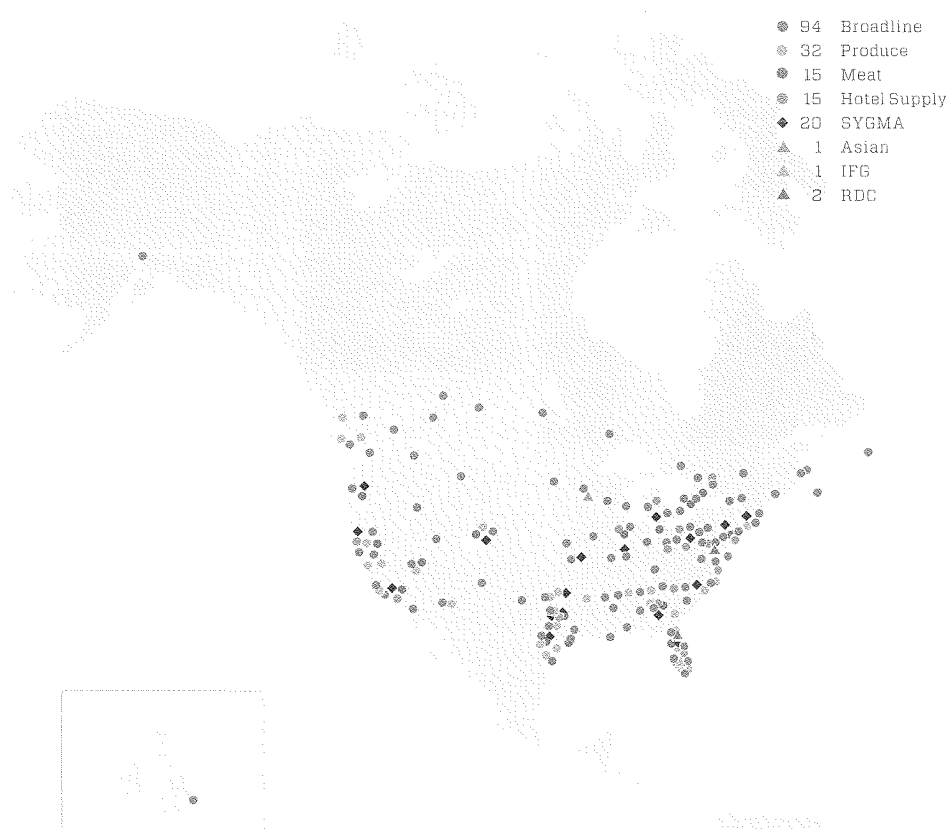 94 Broadline
32 Produce
15 Meat
15 Hotel Supply
20 SYGMA
1 Asian
1 IFG
2 RDC